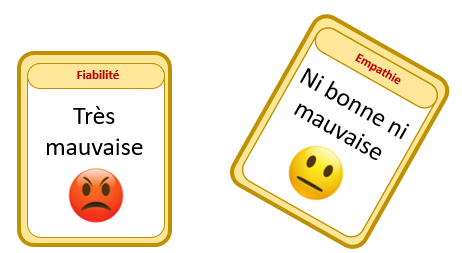 Fiabilité
Très
mauvaise
Empathie
Ni bonne ni
mauvaise